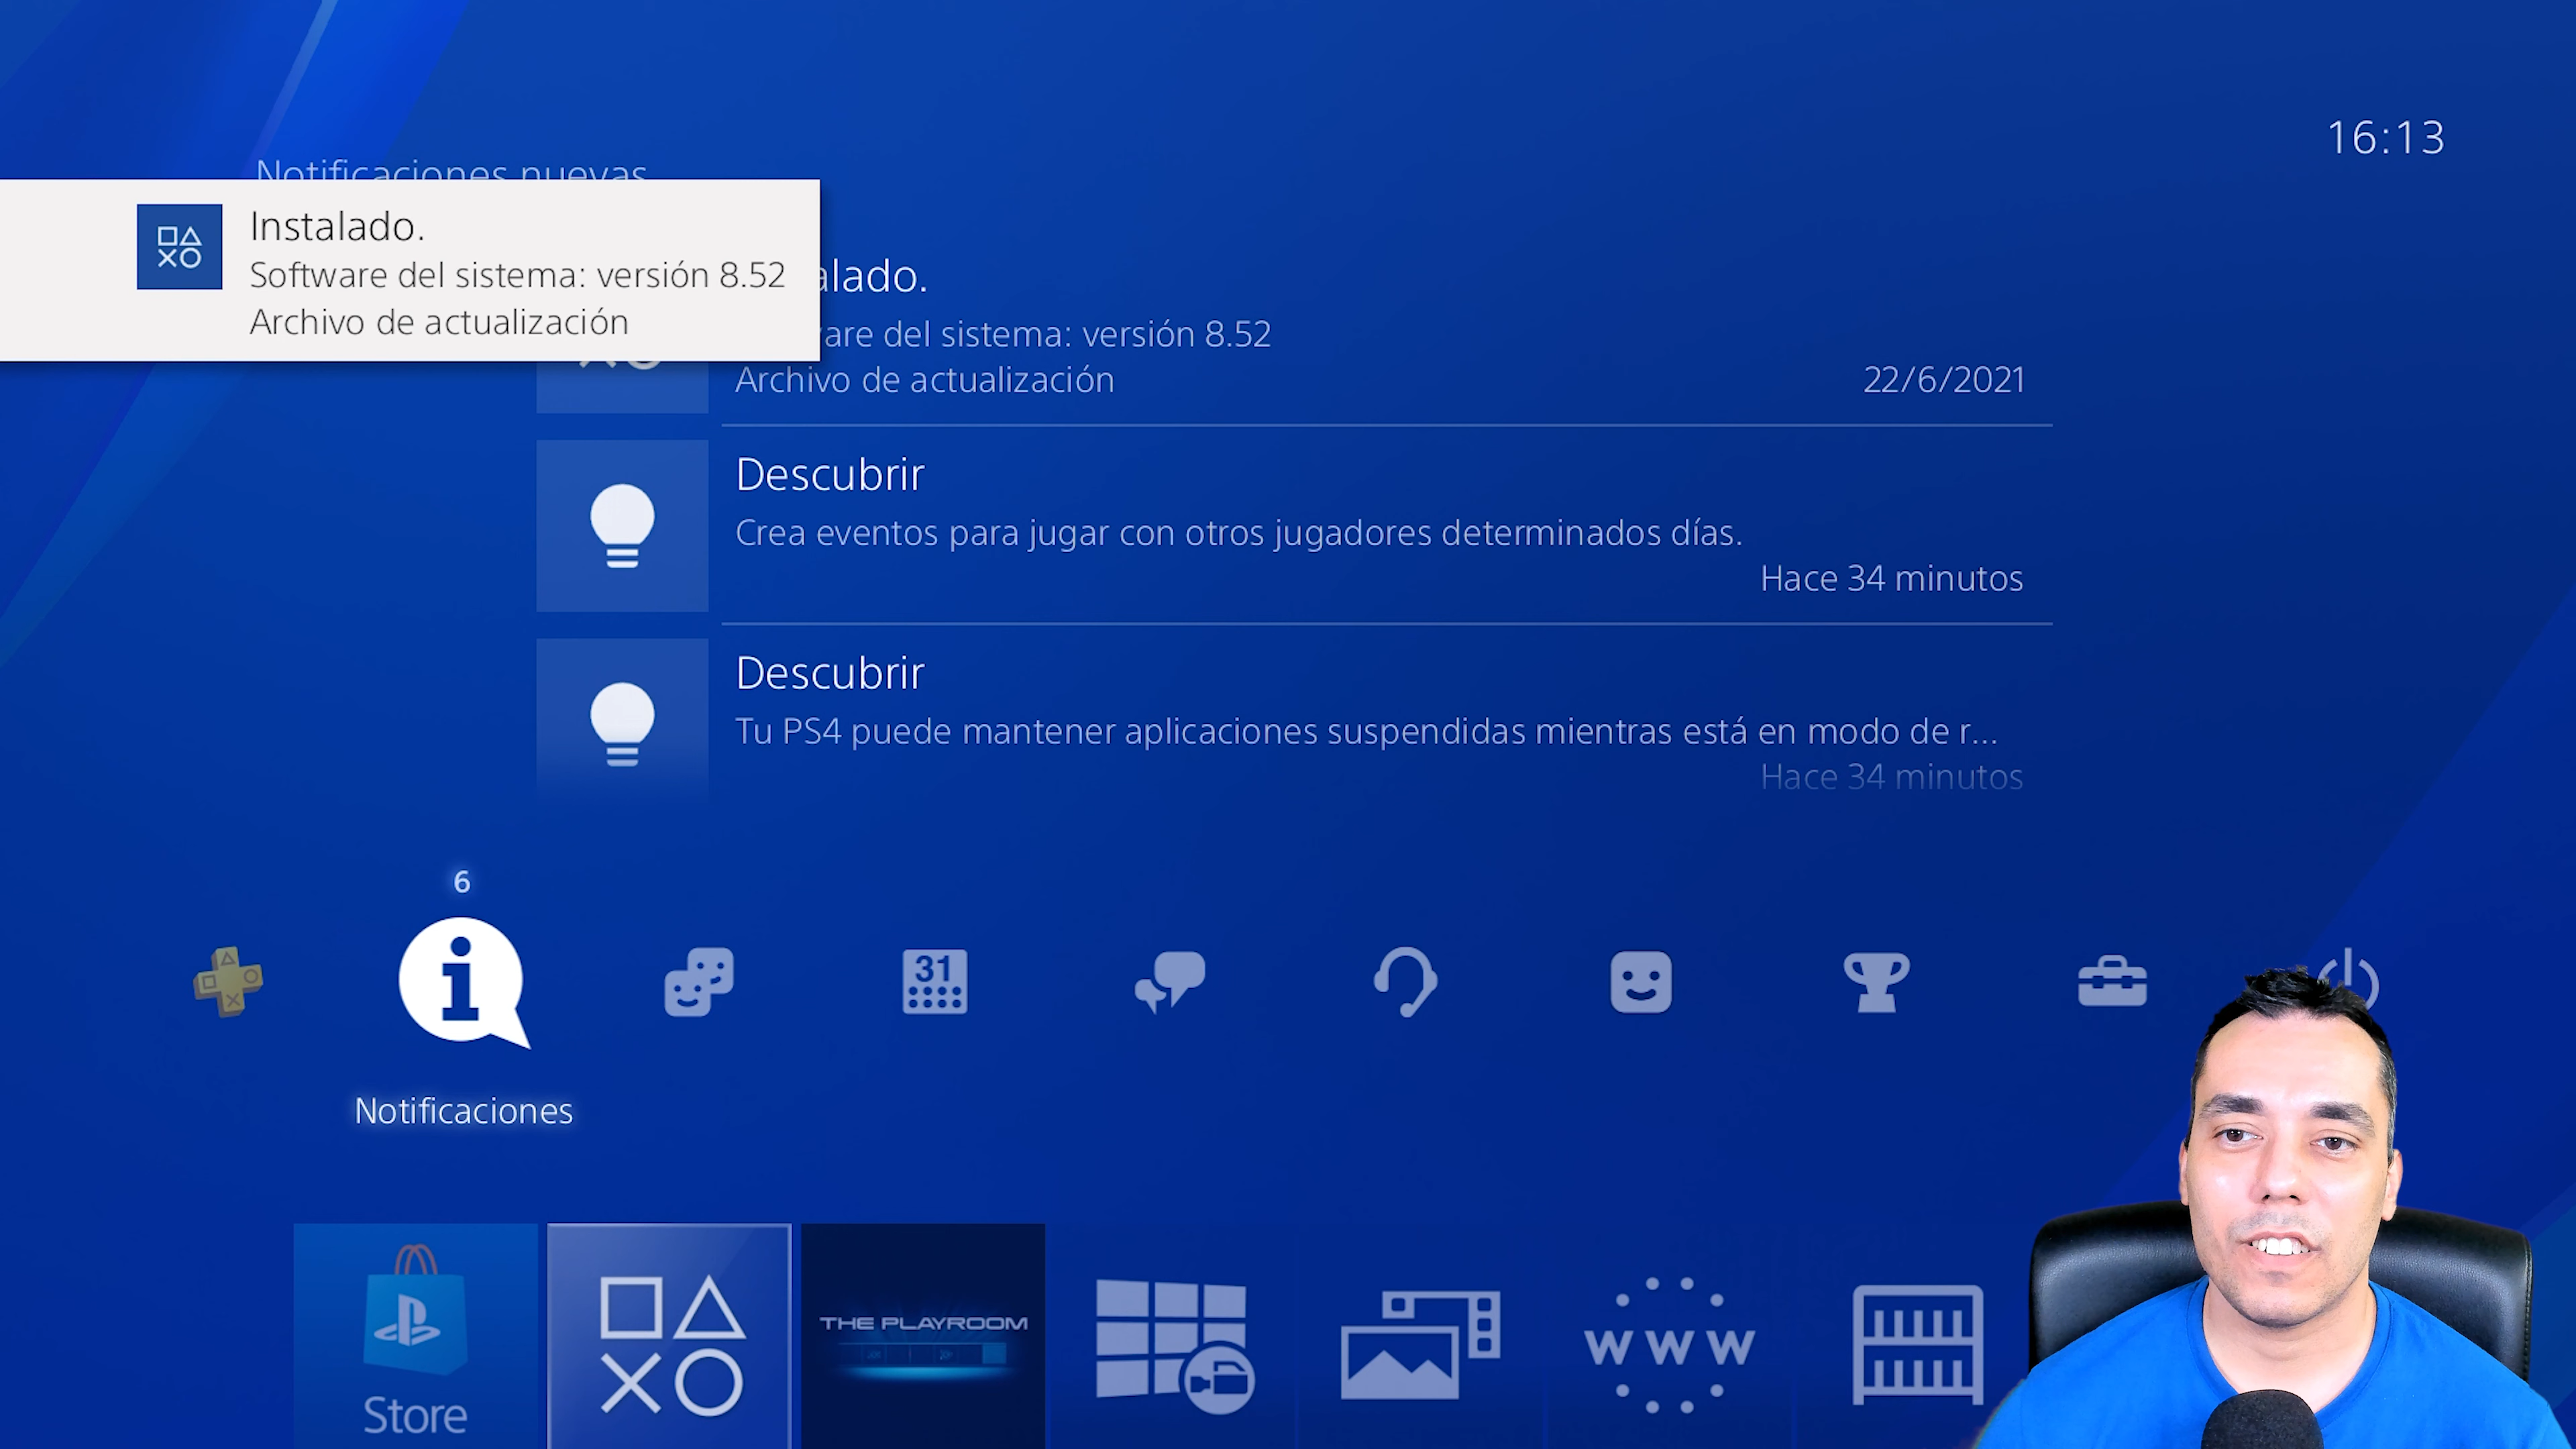 16:13
Notificaciones nuevas
Instalado.
Software del sistema: versión 8.52
Archivo de actualización
alado.
are del sistema: versión 8.52
Archivo de actualización
22/6/2021
Descubrir
Crea eventos para jugar con otros jugadores determinados días.
Hace 34 minutos
Descubrir
Tu PS4 puede mantener aplicaciones suspendidas mientras está en modo de r...
Hace 34 minutos
6
31
Notificaciones
Store
THE PLAYROOM
WWW